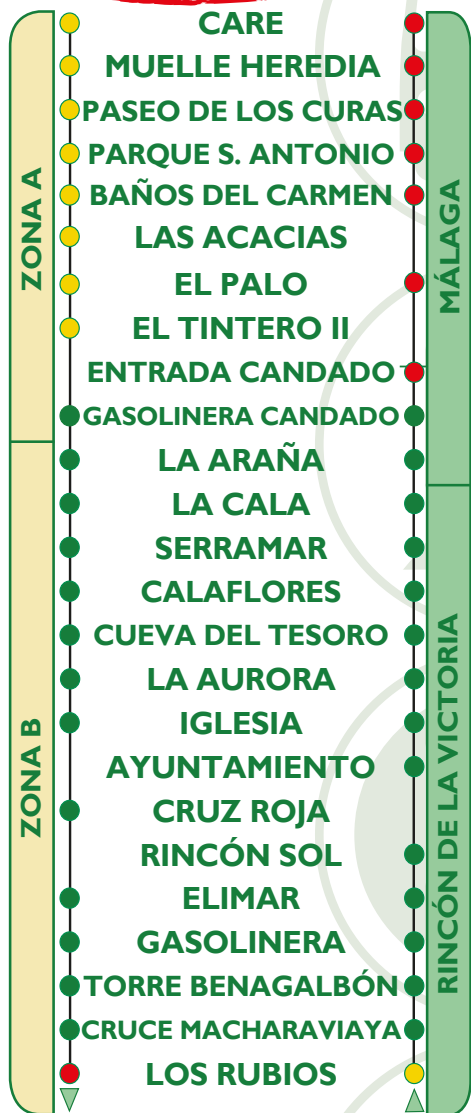 CARE
MUELLE HEREDIA
PASEO DE LOS CURAS
PARQUE S. ANTONIO
BAÑOS DEL CARMEN
LAS ACACIAS
EL PALO
EL TINTERO II
ENTRADA CANDADO
GASOLINERA CANDADO
LA ARAÑA
LA CALA
SERRAMAR
CALAFLORES
CUEVA DEL TESORO
LA AURORA
IGLESIA
AYUNTAMIENTO
CRUZ ROJA
RINCÓN SOL
ELIMAR
GASOLINERA
TORRE BENAGALBÓN
CRUCE MACHARAVIAYA
LOS RUBIOS
ZONA A
ZONA B
MÁLAGA
RINCÓN DE LA VICTORIA